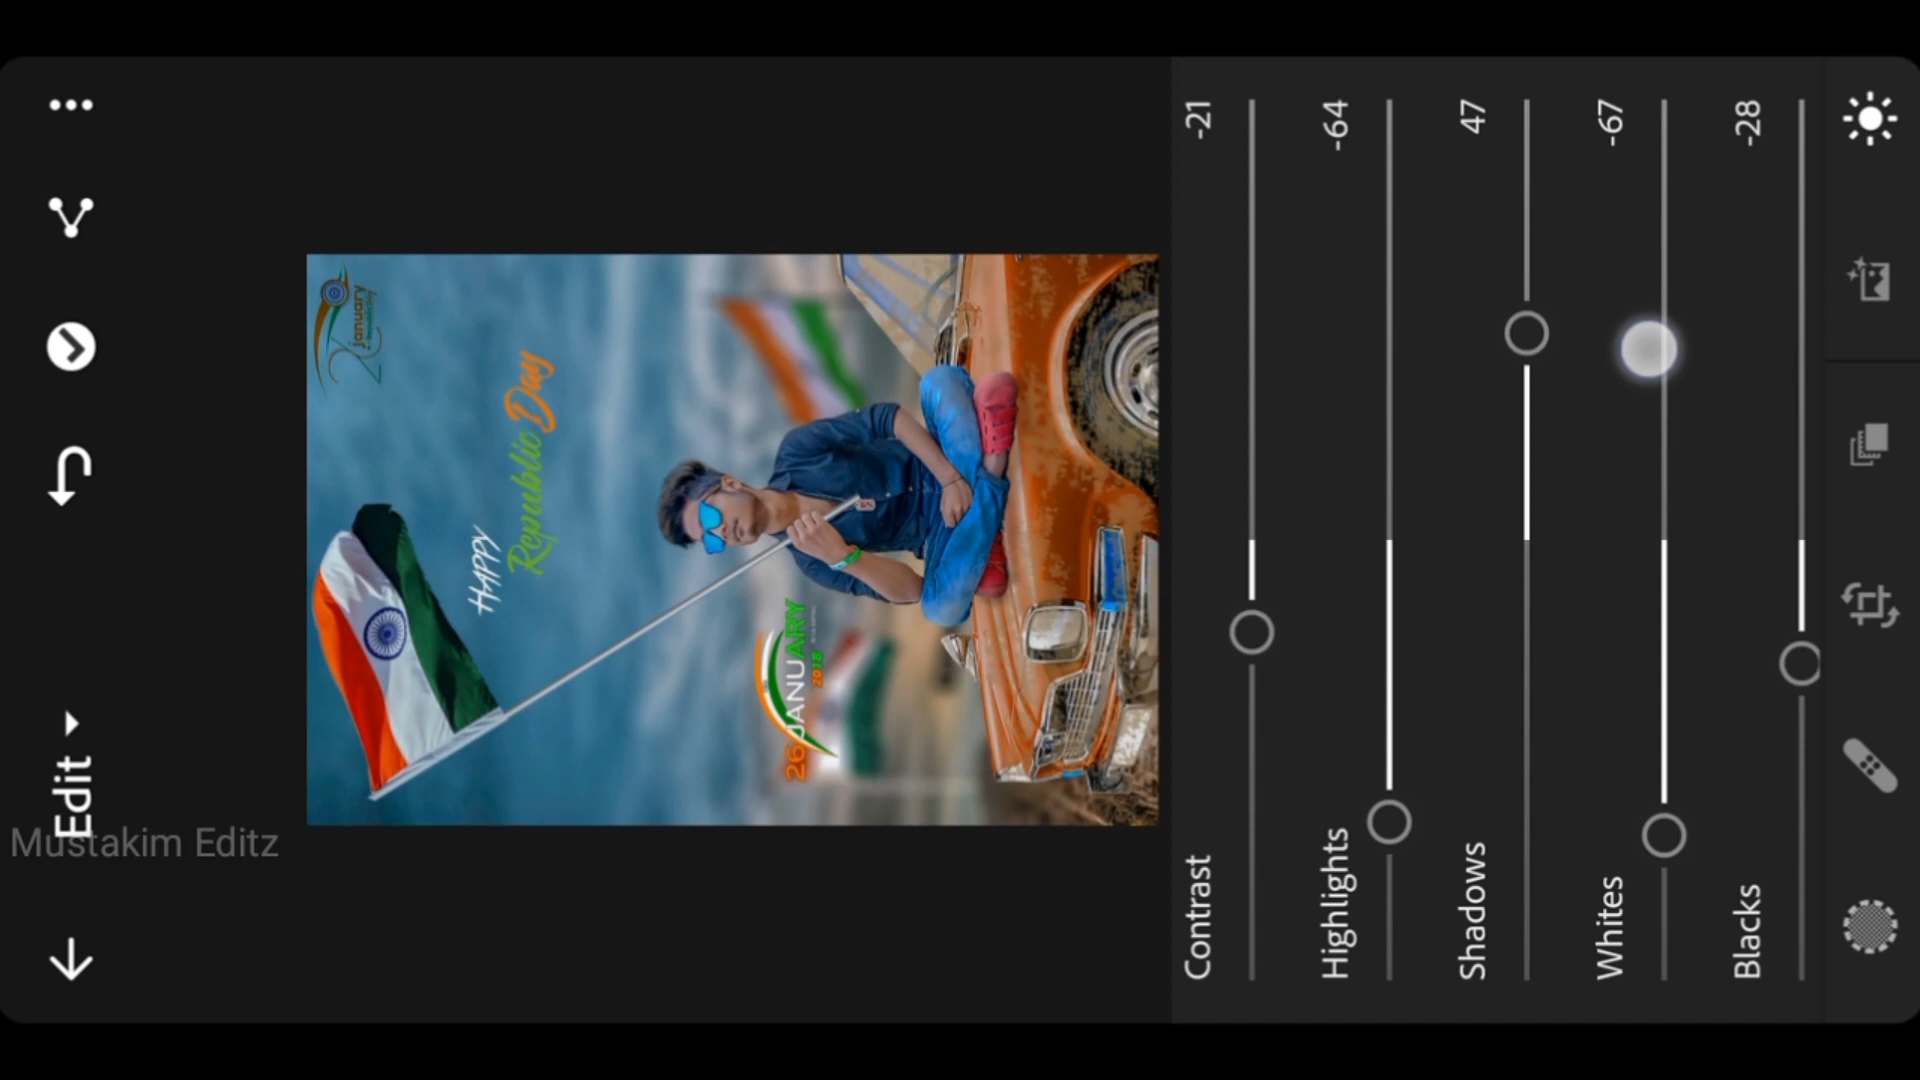 Edit
Mustakim Editz
26
january
HAPPY
Republic Day
26 JANUARY
2018
Contrast -21
Highlights -64
Shadows 47
Whites -67
Blacks -28